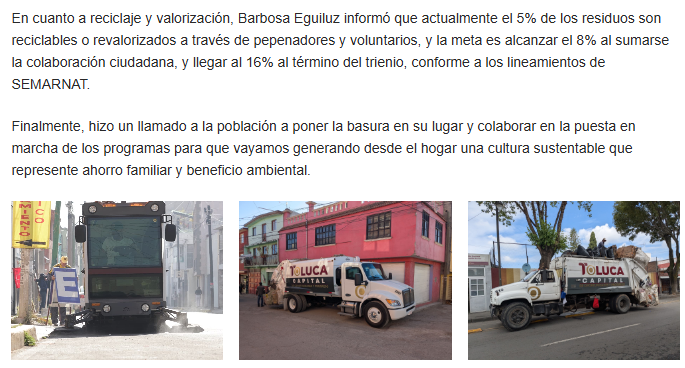 En cuanto a reciclaje y valorización, Barbosa Eguiluz informó que actualmente el 5% de los residuos son
reciclables o revalorizados a través de pepenadores y voluntarios, y la meta es alcanzar el 8% al sumarse
la colaboración ciudadana, y llegar al 16% al término del trienio, conforme a los lineamientos de
SEMARNAT.
Finalmente, hizo un llamado a la población a poner la basura en su lugar y colaborar en la puesta en
marcha de los programas para que vayamos generando desde el hogar una cultura sustentable que
represente ahorro familiar y beneficio ambiental.
CO
MIENTO
E
TOLUCA
CAPITAL
TOLUCA
CAPITAL